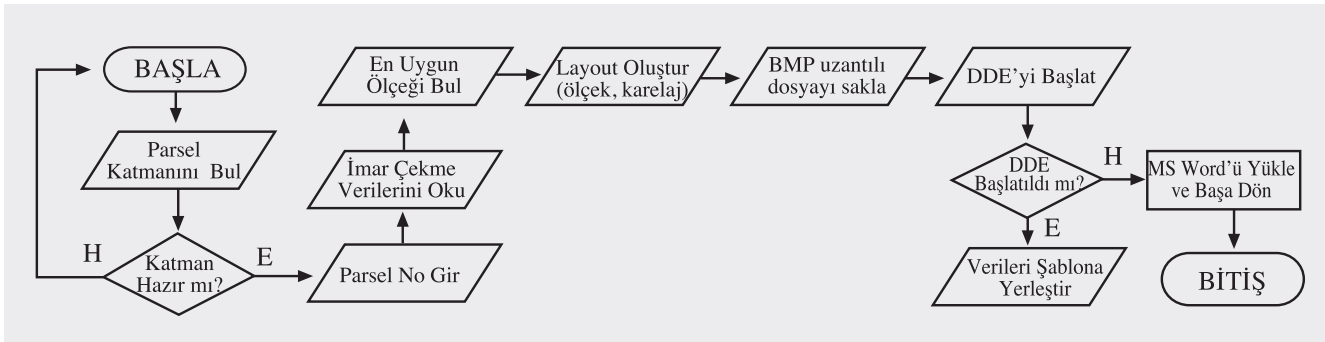 BAŞLA
Parsel
Katmanını Bul
Katman
Hazır mı?
H
E
Parsel No Gir
İmar Çekme
Verilerini Oku
En Uygun
Ölçeği Bul
Layout Oluştur
(ölçek, karelaj)
BMP uzantılı
dosyayı sakla
DDE'yi Başlat
DDE
Başlatıldı mı?
H
E
MS Word'ü Yükle
ve Başa Dön
Verileri Şablona
Yerleştir
BİTİŞ